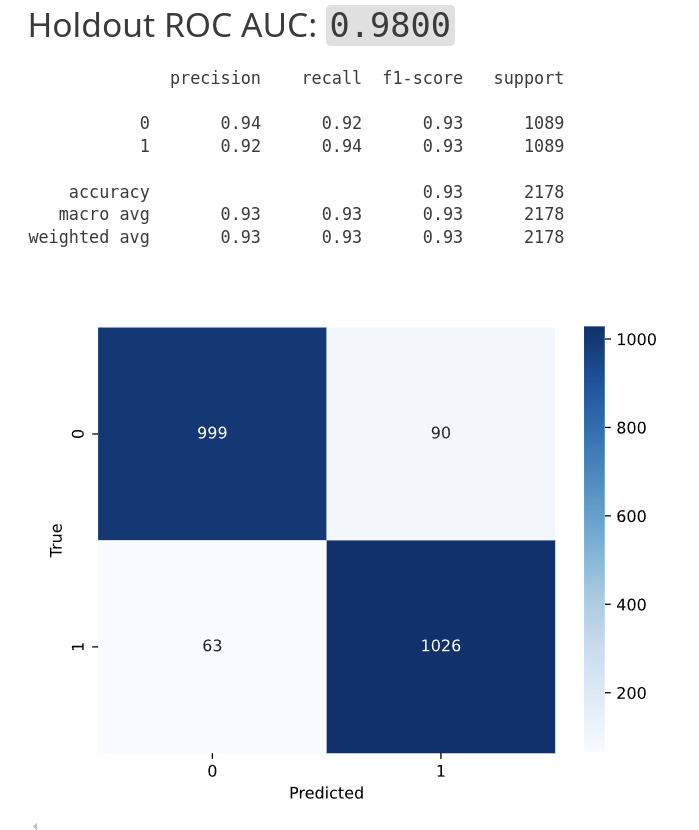 Holdout ROC AUC: 0.9800
precision recall f1-score support
0 0.94 0.92 0.93 1089
1 0.92 0.94 0.93 1089
accuracy 0.93 2178
macro avg 0.93 0.93 0.93 2178
weighted avg 0.93 0.93 0.93 2178
1000
999 90
0
800
600
True
400
1
63 1026
200
0 1
Predicted